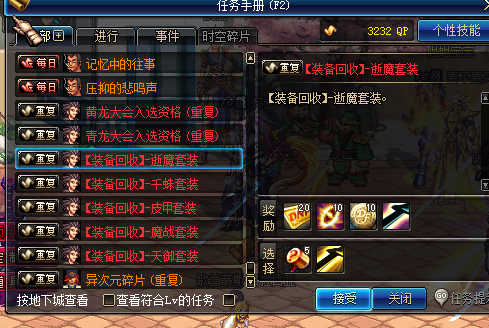 任务手册 (F2)
全部 进行 事件 时空碎片
3232 QP 个性技能
每日 记忆中的往事
每日 压抑的悲鸣声
重复 黄龙大会入选资格 (重复)
重复 青龙大会入选资格 (重复)
重复 【装备回收】-逝魔套装
重复 【装备回收】-千蛛套装
重复 【装备回收】-皮甲套装
重复 【装备回收】-魔战套装
重复 【装备回收】-天御套装
重复 异次元碎片 (重复)
重复 【装备回收】-逝魔套装
【装备回收】-逝魔套装。
奖励
20 10 10
选择
5
按地下城查看 查看符合Lv的任务
接受 关闭 GO 任务提